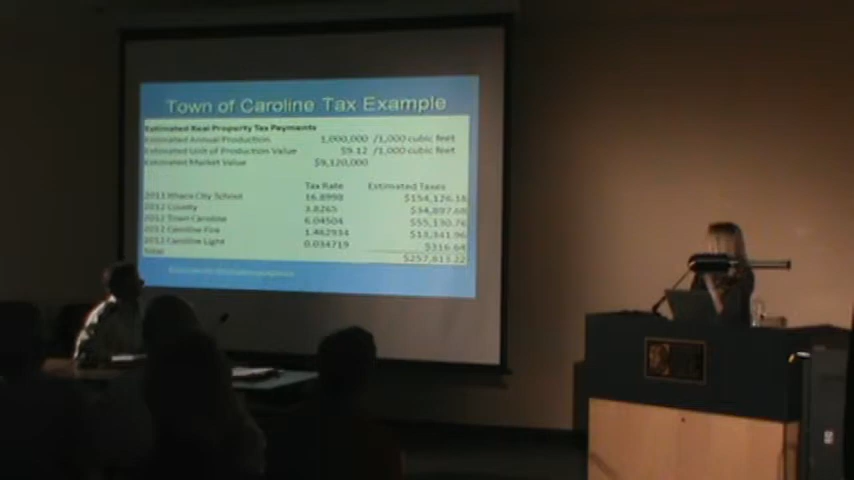 Town of Caroline Tax Example
Estimated Real Property Tax Payments
Estimated Annual Production 1,000,000 /1,000 cubic feet
Estimated Unit of Production Value $9.12 /1,000 cubic feet
Estimated Market Value $9,120,000
Tax Rate Estimated Taxes
2011 Ithaca City School 16.8998 $154,126.18
2012 County 3.8265 $34,897.68
2012 Town Caroline 6.04504 $55,130.76
2012 Caroline Fire 1.462934 $13,341.96
2012 Caroline Light 0.034719 $316.64
Total $257,813.22